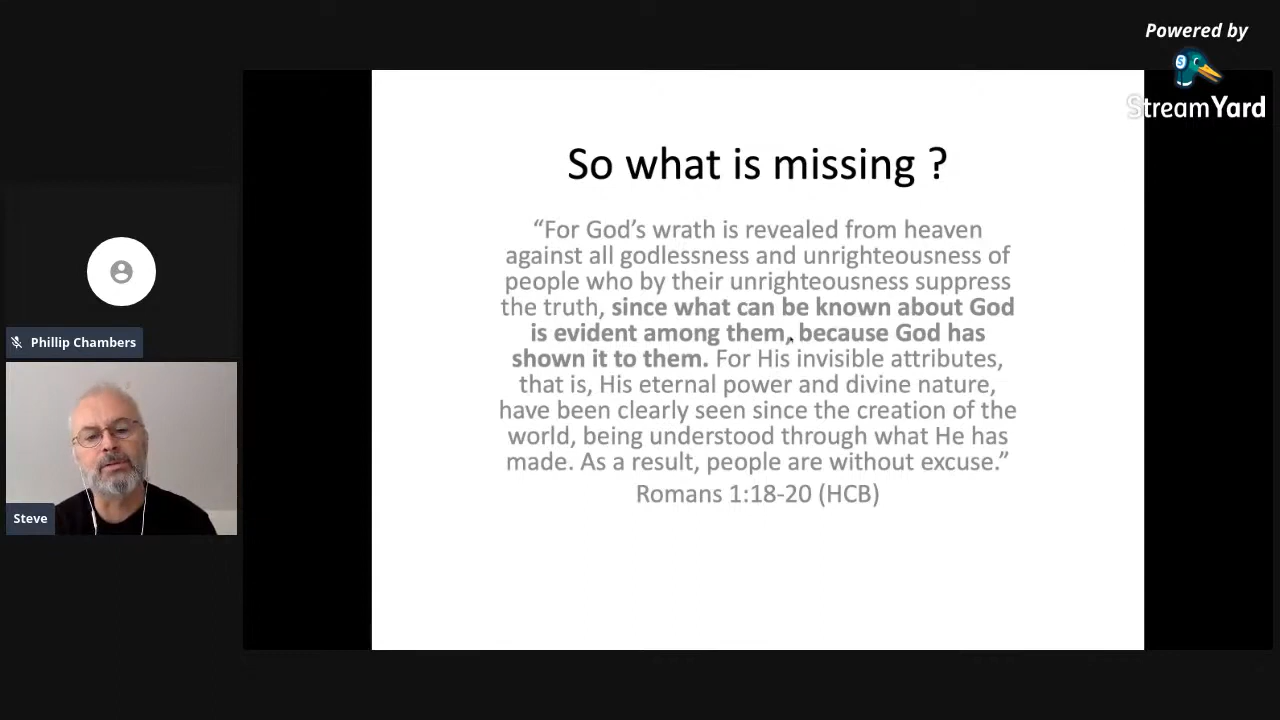 Powered by
StreamYard
So what is missing ?
“For God’s wrath is revealed from heaven
against all godlessness and unrighteousness of
people who by their unrighteousness suppress
the truth, since what can be known about God
is evident among them, because God has
shown it to them. For His invisible attributes,
that is, His eternal power and divine nature,
have been clearly seen since the creation of the
world, being understood through what He has
made. As a result, people are without excuse.”
Romans 1:18-20 (HCB)
Phillip Chambers
Steve